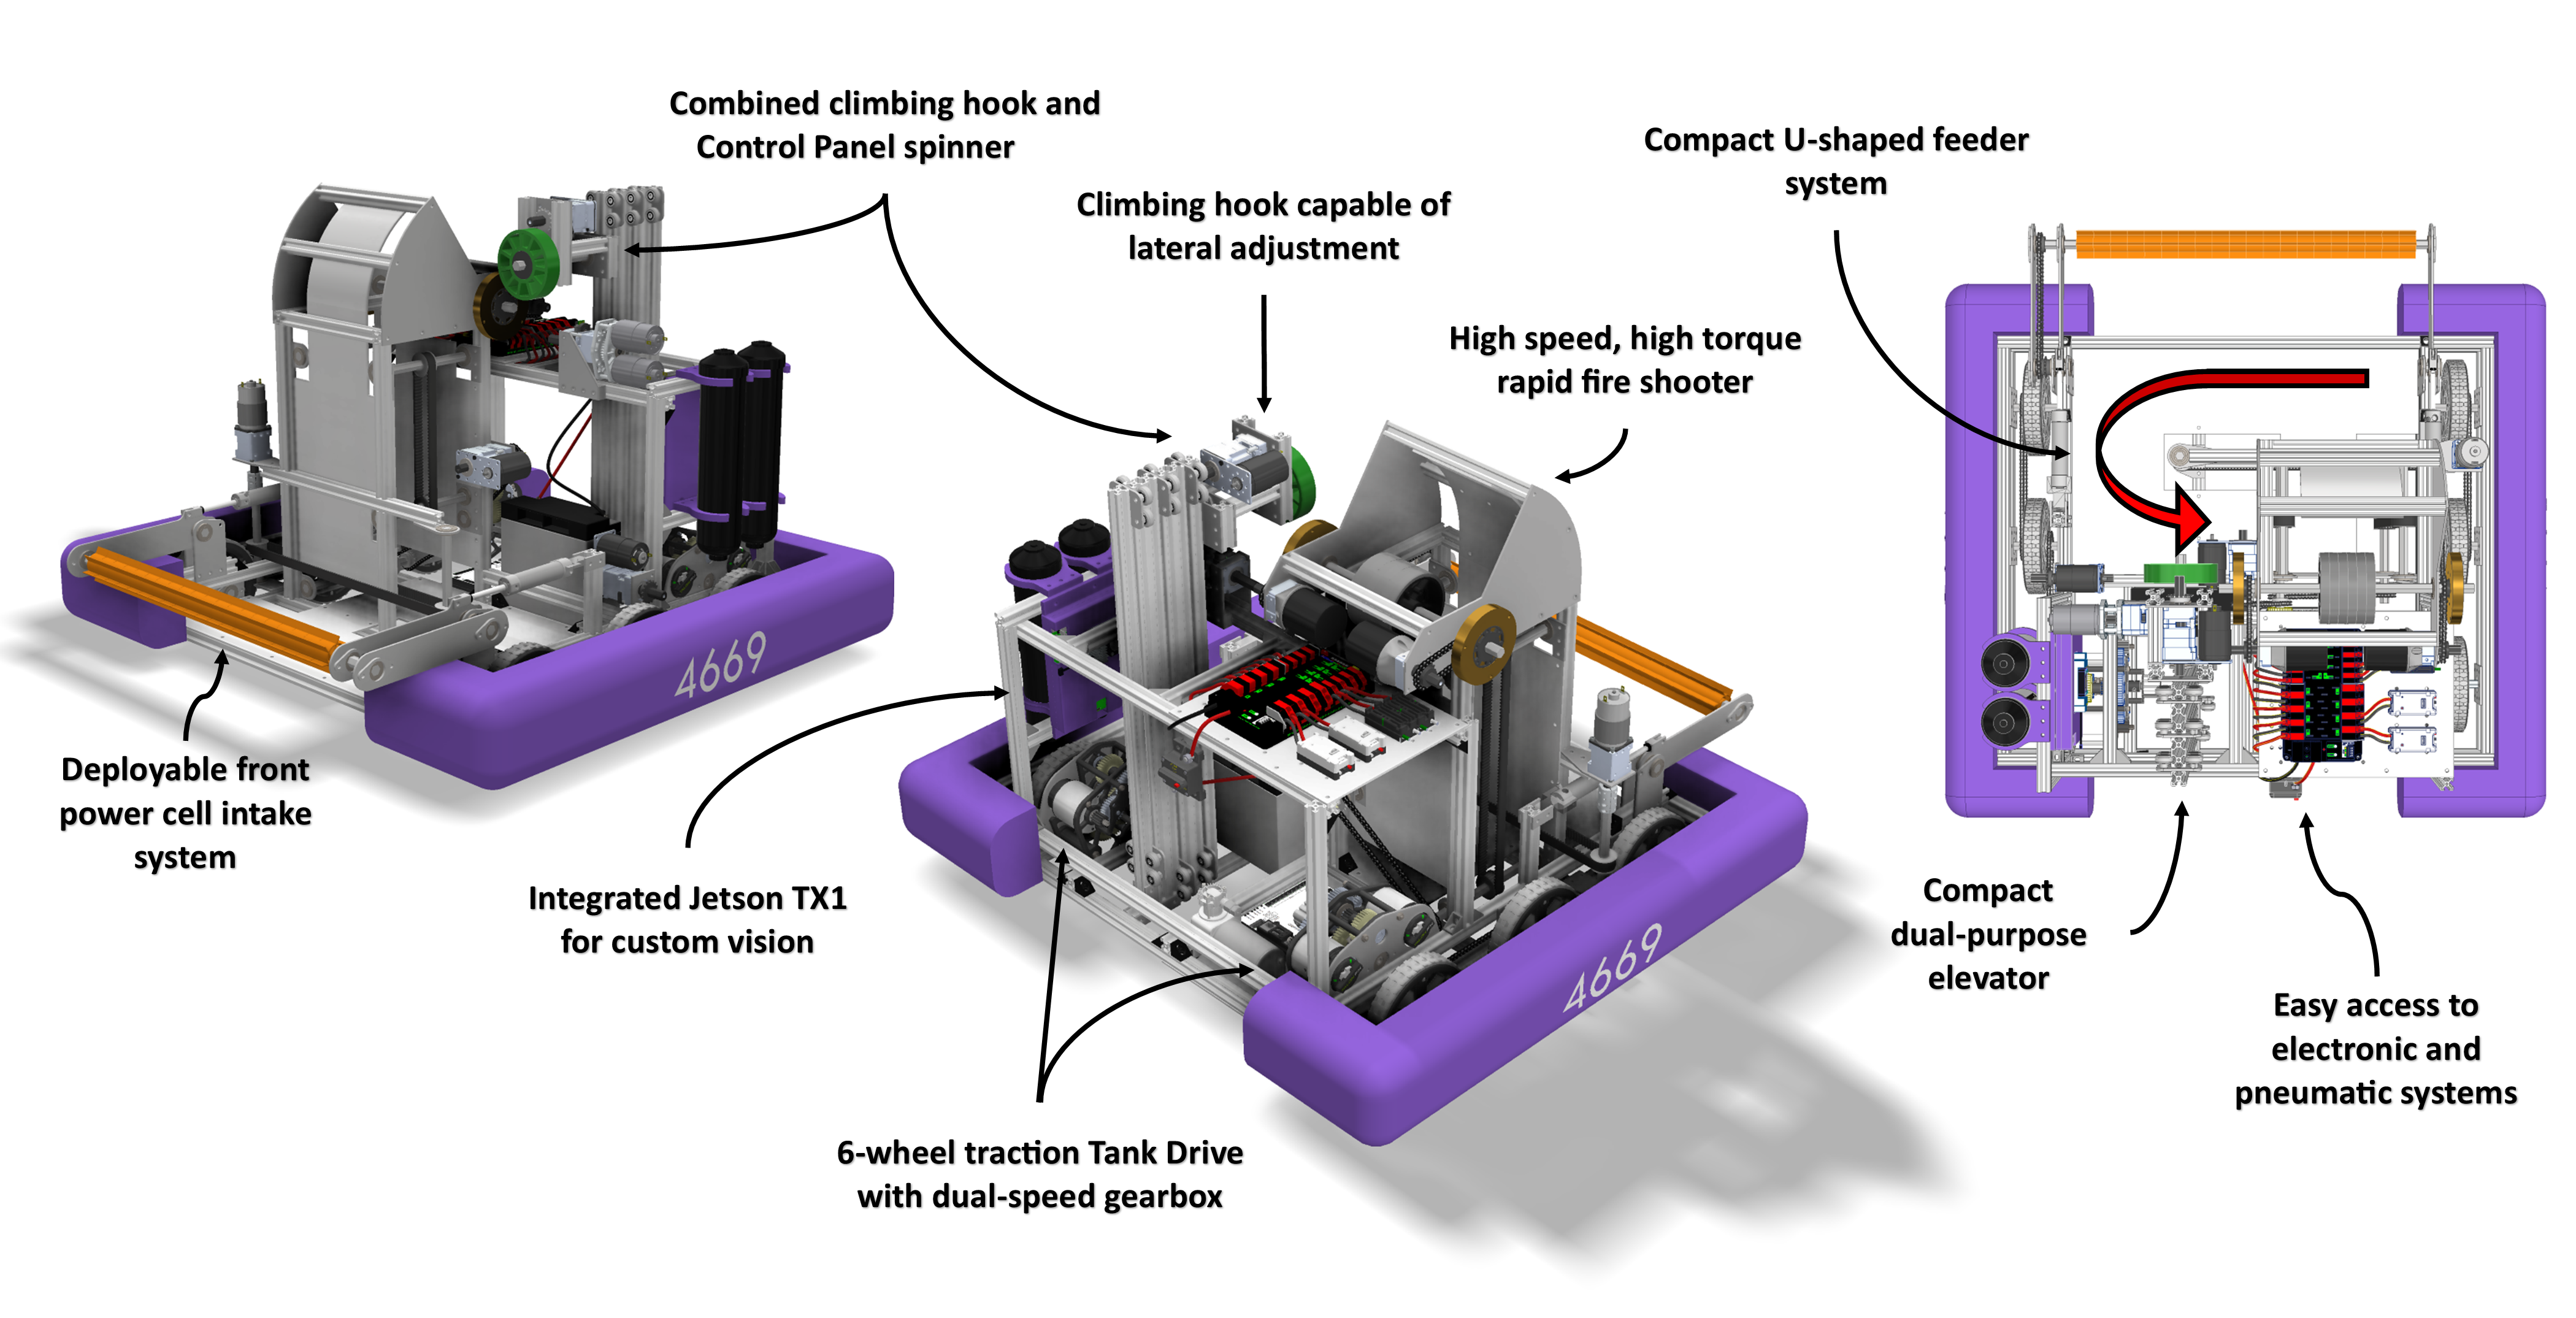 Combined climbing hook and
Control Panel spinner
Climbing hook capable of
lateral adjustment
High speed, high torque
rapid fire shooter
Compact U-shaped feeder
system
4669
4669
Deployable front
power cell intake
system
Integrated Jetson TX1
for custom vision
6-wheel traction Tank Drive
with dual-speed gearbox
Compact
dual-purpose
elevator
Easy access to
electronic and
pneumatic systems